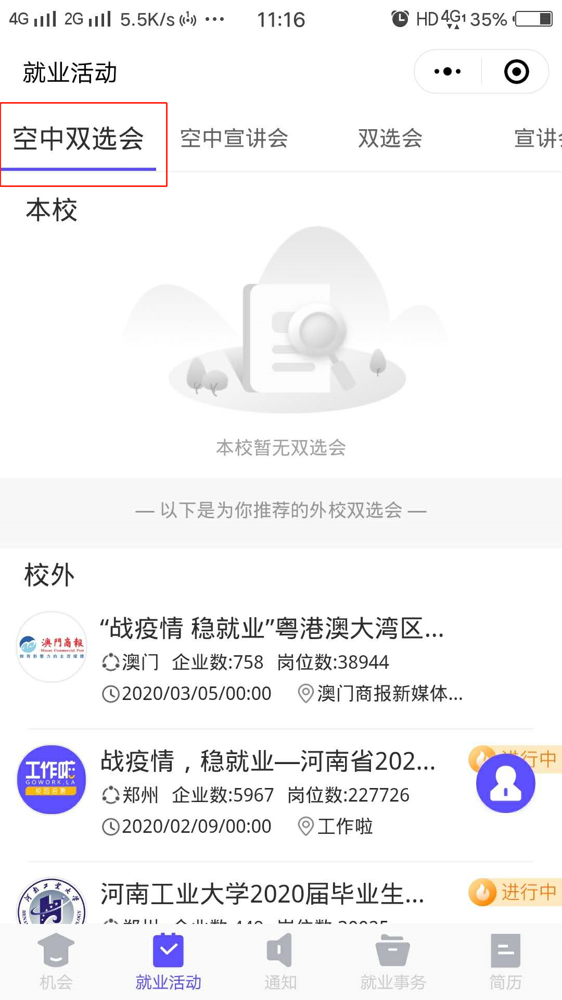 4G 2G 5.5K/s ... 11:16 HD 4G 1 35%
就业活动
空中双选会 空中宣讲会 双选会 宣讲
本校
本校暂无双选会
— 以下是为你推荐的外校双选会 —
校外
“战疫情 稳就业”粤港澳大湾区...
澳門商報
Macao Commercial Post
澳门 企业数:758 岗位数:38944
2020/03/05/00:00 澳门商报新媒体...
战疫情，稳就业—河南省202... 行中
工作啦
GOWORK.LA
校园招聘
郑州 企业数:5967 岗位数:227726
2020/02/09/00:00 工作啦
河南工业大学2020届毕业生... 进行中
河南工业大学
机会 就业活动 通知 就业事务 简历